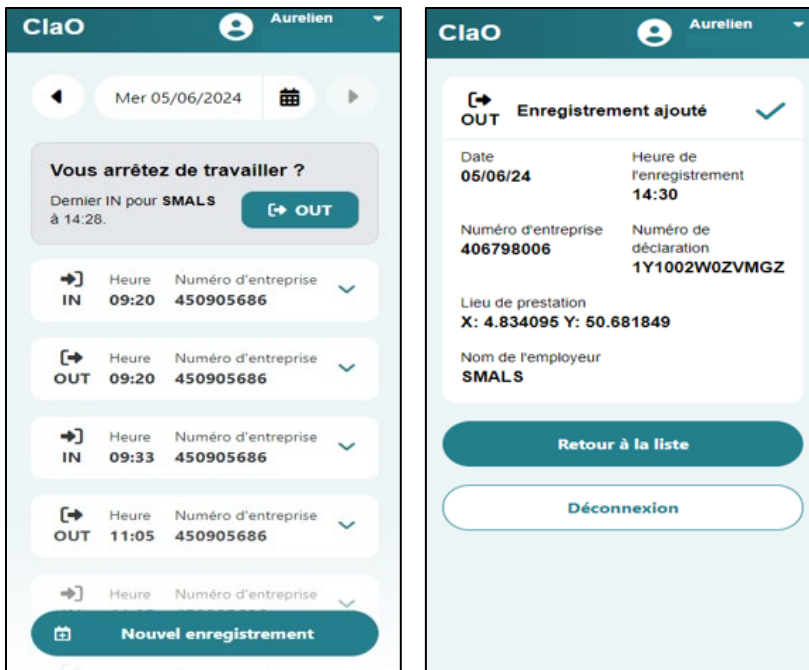 ClaO
Aurelien
Mer 05/06/2024
Vous arrêtez de travailler ?
Dernier IN pour SMALS
à 14:28.
OUT
IN
Heure
09:20
Numéro d'entreprise
450905686
OUT
Heure
09:20
Numéro d'entreprise
450905686
IN
Heure
09:33
Numéro d'entreprise
450905686
OUT
Heure
11:05
Numéro d'entreprise
450905686
Heure
Numéro d'entreprise
Nouvel enregistrement
ClaO
Aurelien
OUT
Enregistrement ajouté
Date
05/06/24
Heure de
l'enregistrement
14:30
Numéro d'entreprise
406798006
Numéro de
déclaration
1Y1002W0ZVMGZ
Lieu de prestation
X: 4.834095 Y: 50.681849
Nom de l'employeur
SMALS
Retour à la liste
Déconnexion